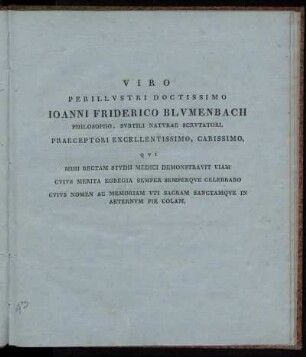 VIRO
PERILLVSTRI DOCTISSIMO
IOANNI FRIDERICO BLVMENBACH
PHILOSOPHO, SVBTILI NATVRAE SCRVTATORI,
PRAECEPTORI EXCELLENTISSIMO, CARISSIMO,
QVI
MIHI RECTAM STVDII MEDICI DEMONSTRAVIT VIAM
CVIVS MERITA EGREGIA SEMPER SEMPERQVE CELEBRABO
CVIVS NOMEN AC MEMORIAM VTI SACRAM SANCTAMQVE IN
AETERNVM PIE COLAM,